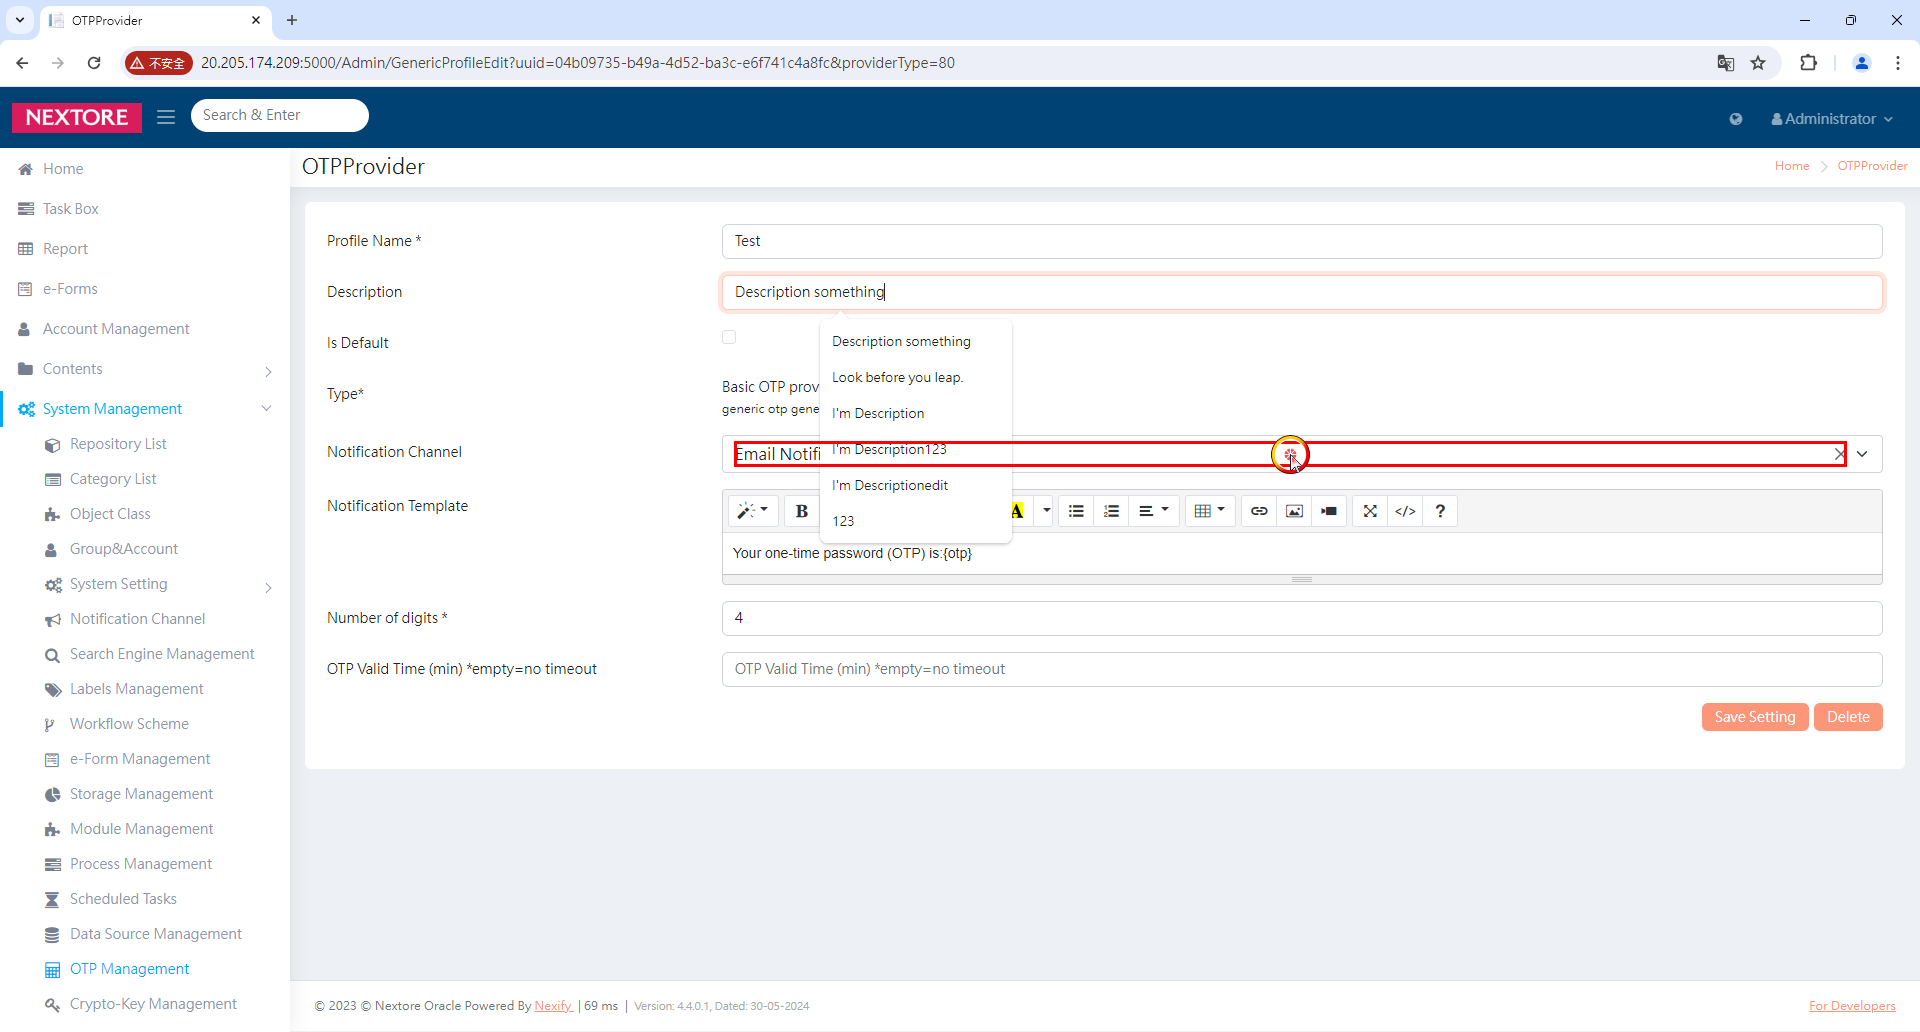 OTPProvider
不安全
20.205.174.209:5000/Admin/GenericProfileEdit?uuid=04b09735-b49a-4d52-ba3c-e6f741c4a8fc&providerType=80
NEXTORE
Search & Enter
Administrator
Home
Task Box
Report
e-Forms
Account Management
Contents
System Management
Repository List
Category List
Object Class
Group&Account
System Setting
Notification Channel
Search Engine Management
Labels Management
Workflow Scheme
e-Form Management
Storage Management
Module Management
Process Management
Scheduled Tasks
Data Source Management
OTP Management
Crypto-Key Management
OTPProvider
Home
OTPProvider
Profile Name *
Test
Description
Description something
Description something
Look before you leap.
I'm Description
I'm Description123
I'm Descriptionedit
123
Is Default
Type*
Basic OTP prov
generic otp gene
Notification Channel
Email Notifi
Notification Template
B
A
</>
?
Your one-time password (OTP) is:{otp}
Number of digits *
4
OTP Valid Time (min) *empty=no timeout
OTP Valid Time (min) *empty=no timeout
Save Setting
Delete
© 2023 © Nextore Oracle Powered By Nexify | 69 ms | Version: 4.4.0.1, Dated: 30-05-2024
For Developers